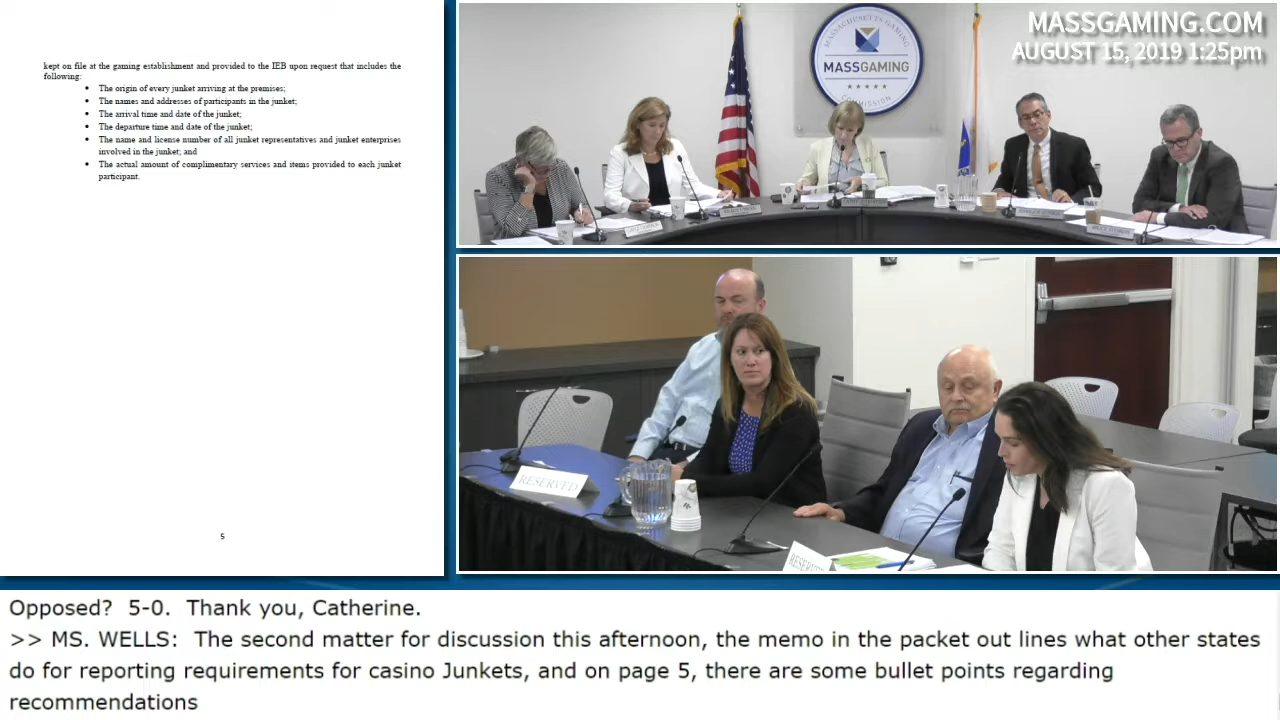 kept on file at the gaming establishment and provided to the IEB upon request that includes the
following:
• The origin of every junket arriving at the premises;
• The names and addresses of participants in the junket;
• The arrival time and date of the junket;
• The departure time and date of the junket;
• The name and license number of all junket representatives and junket enterprises
involved in the junket; and
• The actual amount of complimentary services and items provided to each junket
participant.
5
MASSGAMING.COM
AUGUST 15, 2019 1:25pm
MASSACHUSETTS GAMING
MASSGAMING
COMMISSION
RESERVED
RESERVE
Opposed? 5-0. Thank you, Catherine.
>> MS. WELLS: The second matter for discussion this afternoon, the memo in the packet out lines what other states
do for reporting requirements for casino Junkets, and on page 5, there are some bullet points regarding
recommendations